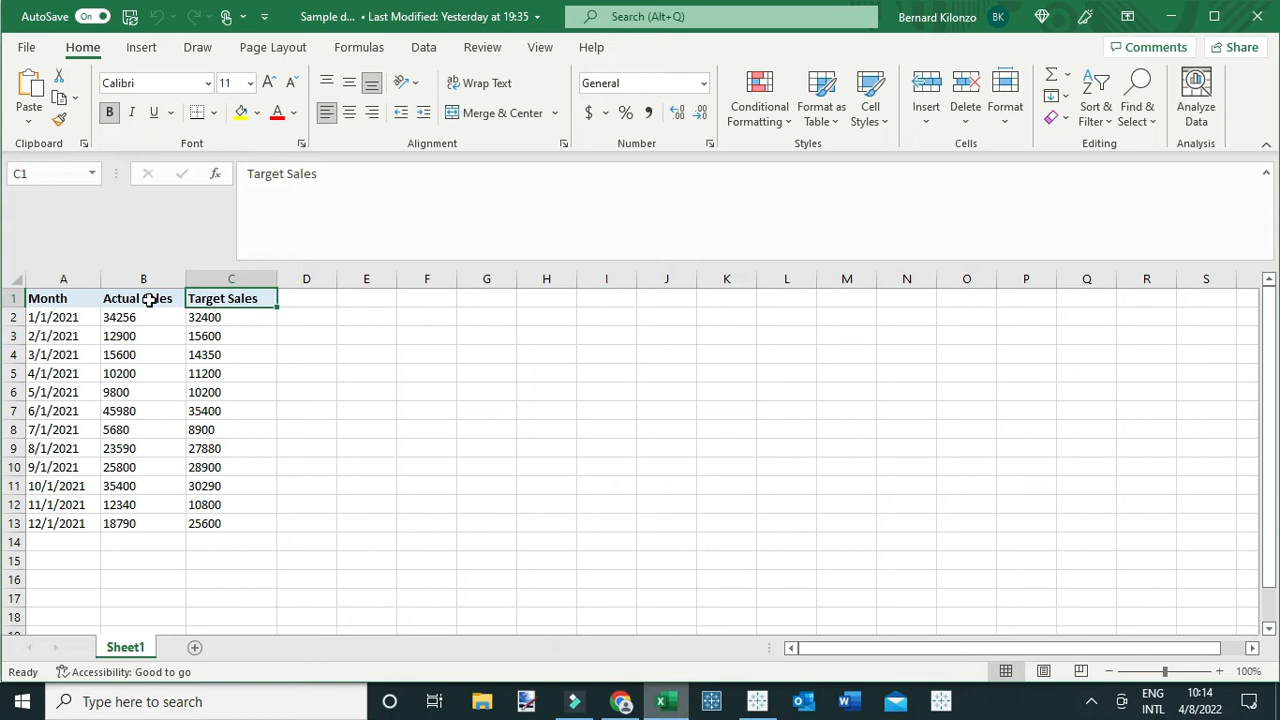 AutoSave On Sample d... • Last Modified: Yesterday at 19:35 Search (Alt+Q) Bernard Kilonzo BK
File Home Insert Draw Page Layout Formulas Data Review View Help Comments Share
Calibri 11 Wrap Text General
Paste B I U Merge & Center $ % Conditional Formatting Format as Table Cell Styles Insert Delete Format Sort & Filter Find & Select Analyze Data
Clipboard Font Alignment Number Styles Cells Editing Analysis
C1 fx Target Sales
A B C D E F G H I J K L M N O P Q R S
1 Month Actual Sales Target Sales
2 1/1/2021 34256 32400
3 2/1/2021 12900 15600
4 3/1/2021 15600 14350
5 4/1/2021 10200 11200
6 5/1/2021 9800 10200
7 6/1/2021 45980 35400
8 7/1/2021 5680 8900
9 8/1/2021 23590 27880
10 9/1/2021 25800 28900
11 10/1/2021 35400 30290
12 11/1/2021 12340 10800
13 12/1/2021 18790 25600
14
15
16
17
18
Sheet1
Ready Accessibility: Good to go 100%
Type here to search ENG INTL 10:14 4/8/2022